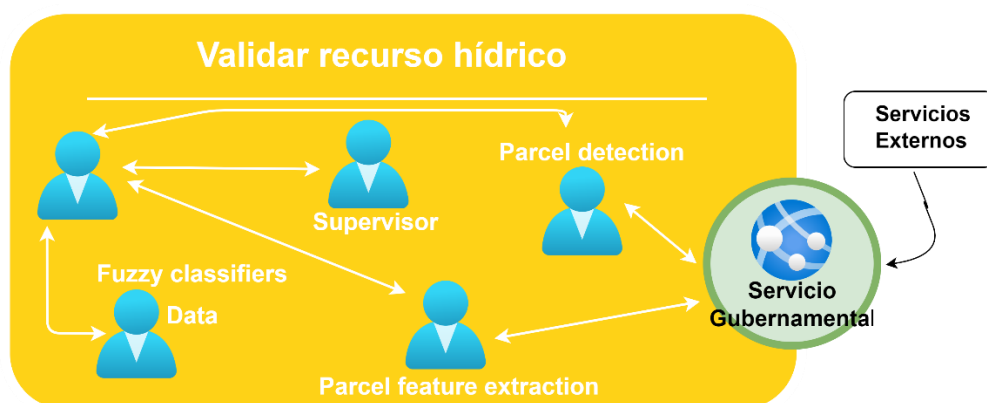 Validar recurso hídrico
Servicios
Externos
Parcel detection
Supervisor
Fuzzy classifiers
Data
Servicio
Gubernamental
Parcel feature extraction